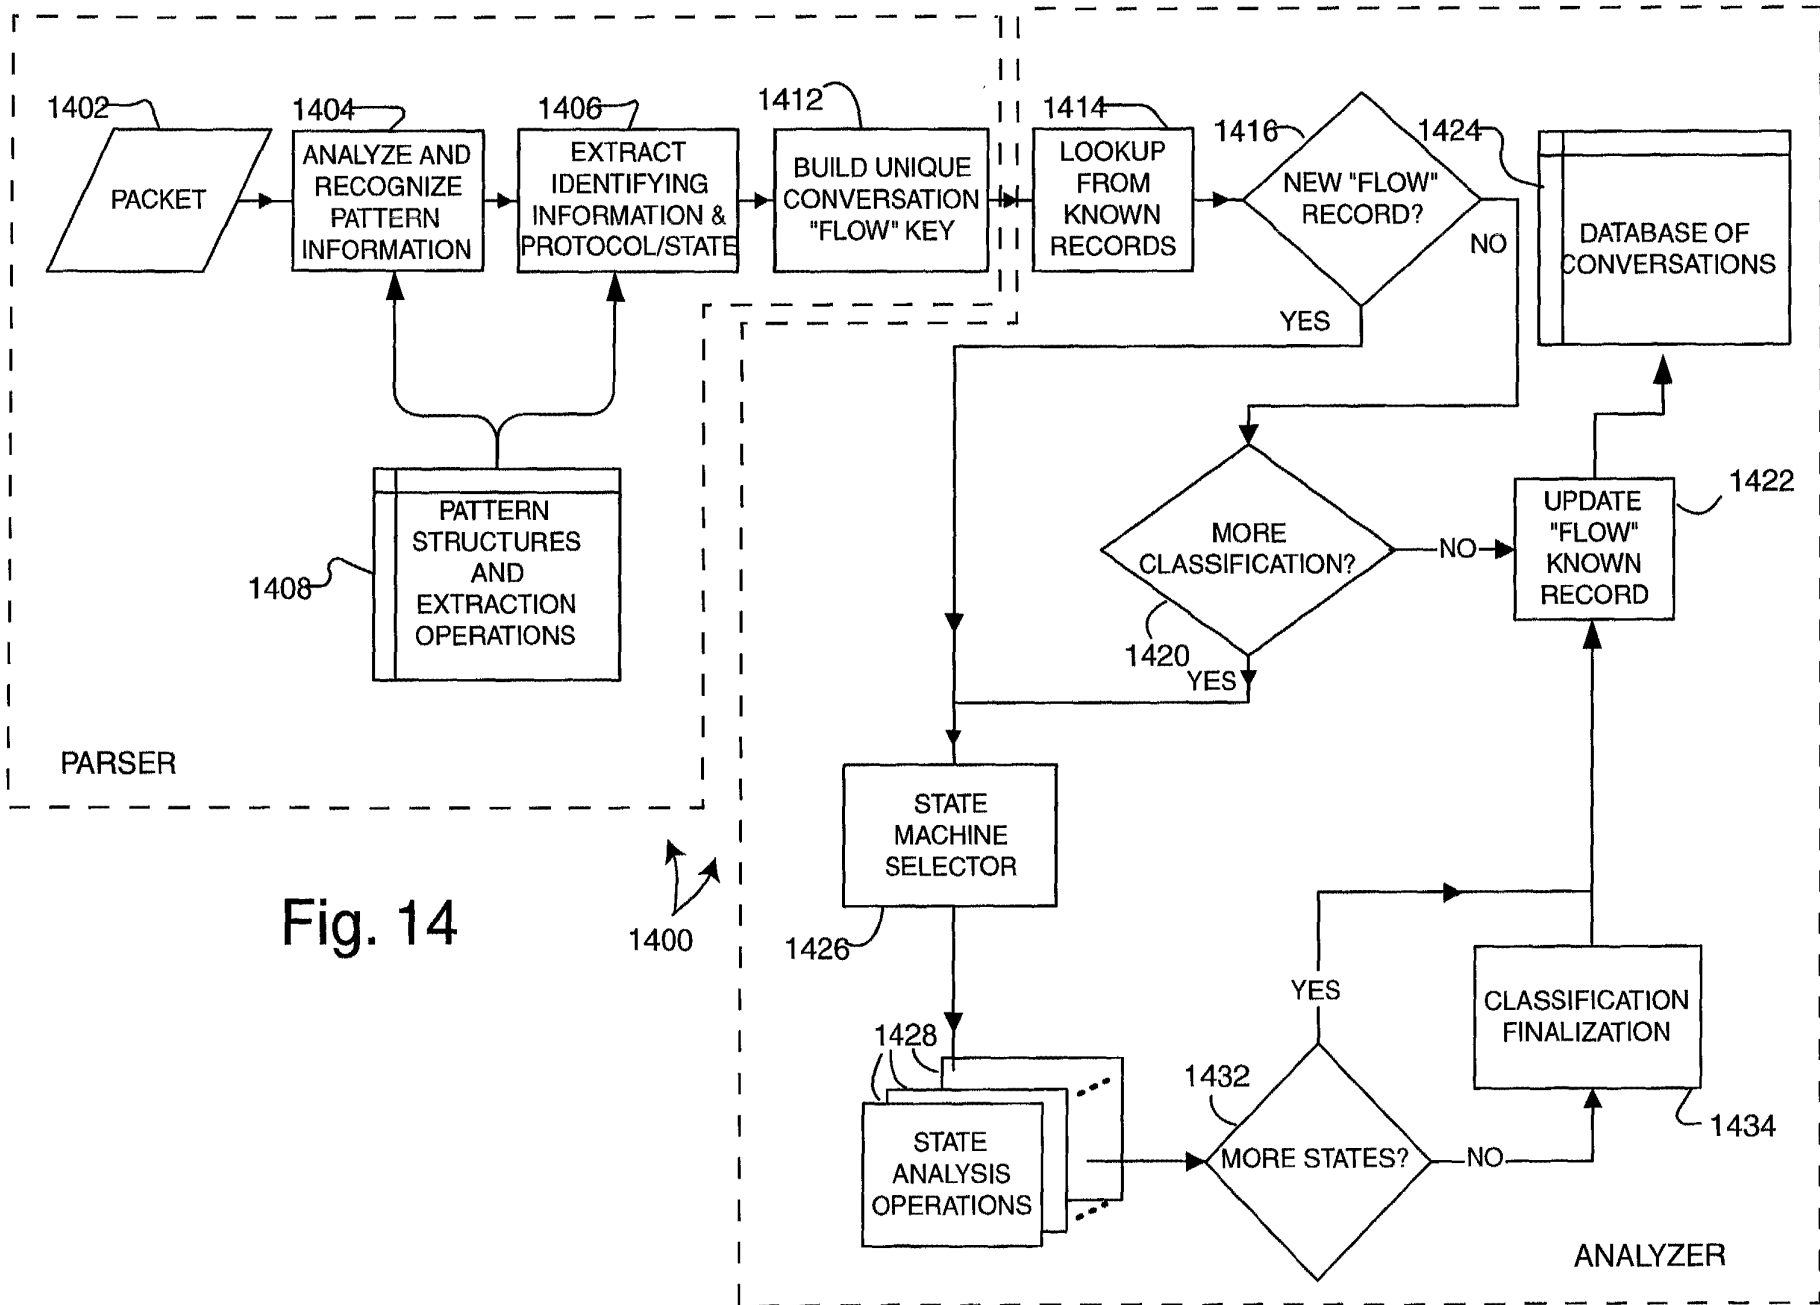 1402
PACKET
1404
ANALYZE AND
RECOGNIZE
PATTERN
INFORMATION
1406
EXTRACT
IDENTIFYING
INFORMATION &
PROTOCOL/STATE
1412
BUILD UNIQUE
CONVERSATION
"FLOW" KEY
1414
LOOKUP
FROM
KNOWN
RECORDS
1416
NEW "FLOW"
RECORD?
NO
YES
1424
DATABASE OF
CONVERSATIONS
1408
PATTERN
STRUCTURES
AND
EXTRACTION
OPERATIONS
PARSER
MORE
CLASSIFICATION?
NO
1420
YES
1422
UPDATE
"FLOW"
KNOWN
RECORD
STATE
MACHINE
SELECTOR
1426
Fig. 14
1400
1428
STATE
ANALYSIS
OPERATIONS
1432
MORE STATES?
YES
NO
CLASSIFICATION
FINALIZATION
1434
ANALYZER